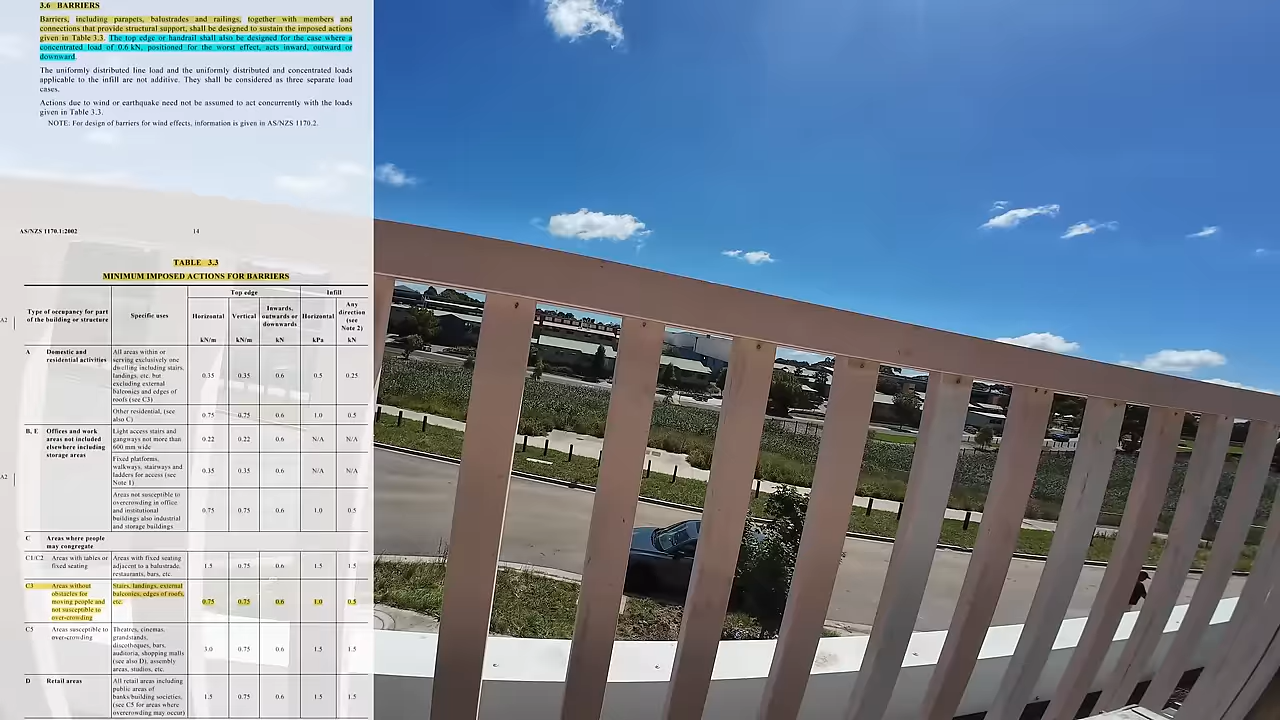 3.6 BARRIERS
Barriers, including parapets, balustrades and railings, together with members and
connections that provide structural support, shall be designed to sustain the imposed actions
given in Table 3.3. The top edge or handrail shall also be designed for the case where a
concentrated load of 0.6 kN, positioned for the worst effect, acts inward, outward or
downward.
The uniformly distributed line load and the uniformly distributed and concentrated loads
applicable to the infill are not additive. They shall be considered as three separate load
cases.
Actions due to wind or earthquake need not be assumed to act concurrently with the loads
given in Table 3.3.
NOTE: For design of barriers for wind effects, information is given in AS/NZS 1170.2.
AS/NZS 1170.1:2002 14
TABLE 3.3
MINIMUM IMPOSED ACTIONS FOR BARRIERS
Type of occupancy for part
of the building or structure
Specific uses
Top edge
Infill
Horizontal
Vertical
Inwards,
outwards or
downwards
Horizontal
Any
direction
(see
Note 2)
kN/m kN/m kN kPa kN
A2
A Domestic and
residential activities
All areas within or
serving exclusively one
dwelling including stairs,
landings, etc. but
excluding external
balconies and edges of
roofs (see C3)
0.35 0.35 0.6 0.5 0.25
Other residential, (see
also C)
0.75 0.75 0.6 1.0 0.5
B, E Offices and work
areas not included
elsewhere including
storage areas
Light access stairs and
gangways not more than
600 mm wide
0.22 0.22 0.6 N/A N/A
A2
Fixed platforms,
walkways, stairways and
ladders for access (see
Note 1)
0.35 0.35 0.6 N/A N/A
Areas not susceptible to
overcrowding in office
and institutional
buildings also industrial
and storage buildings
0.75 0.75 0.6 1.0 0.5
C Areas where people
may congregate
C1/C2 Areas with tables or
fixed seating
Areas with fixed seating
adjacent to a balustrade,
restaurants, bars, etc.
1.5 0.75 0.6 1.5 1.5
C3 Areas without
obstacles for
moving people and
not susceptible to
over-crowding
Stairs, landings, external
balconies, edges of roofs,
etc.
0.75 0.75 0.6 1.0 0.5
C5 Areas susceptible to
over-crowding
Theatres, cinemas,
grandstands,
discotheques, bars,
auditoria, shopping malls
(see also D), assembly
areas, studios, etc.
3.0 0.75 0.6 1.5 1.5
D Retail areas
All retail areas including
public areas of
banks/building societies,
(see C5 for areas where
overcrowding may occur)
1.5 0.75 0.6 1.5 1.5